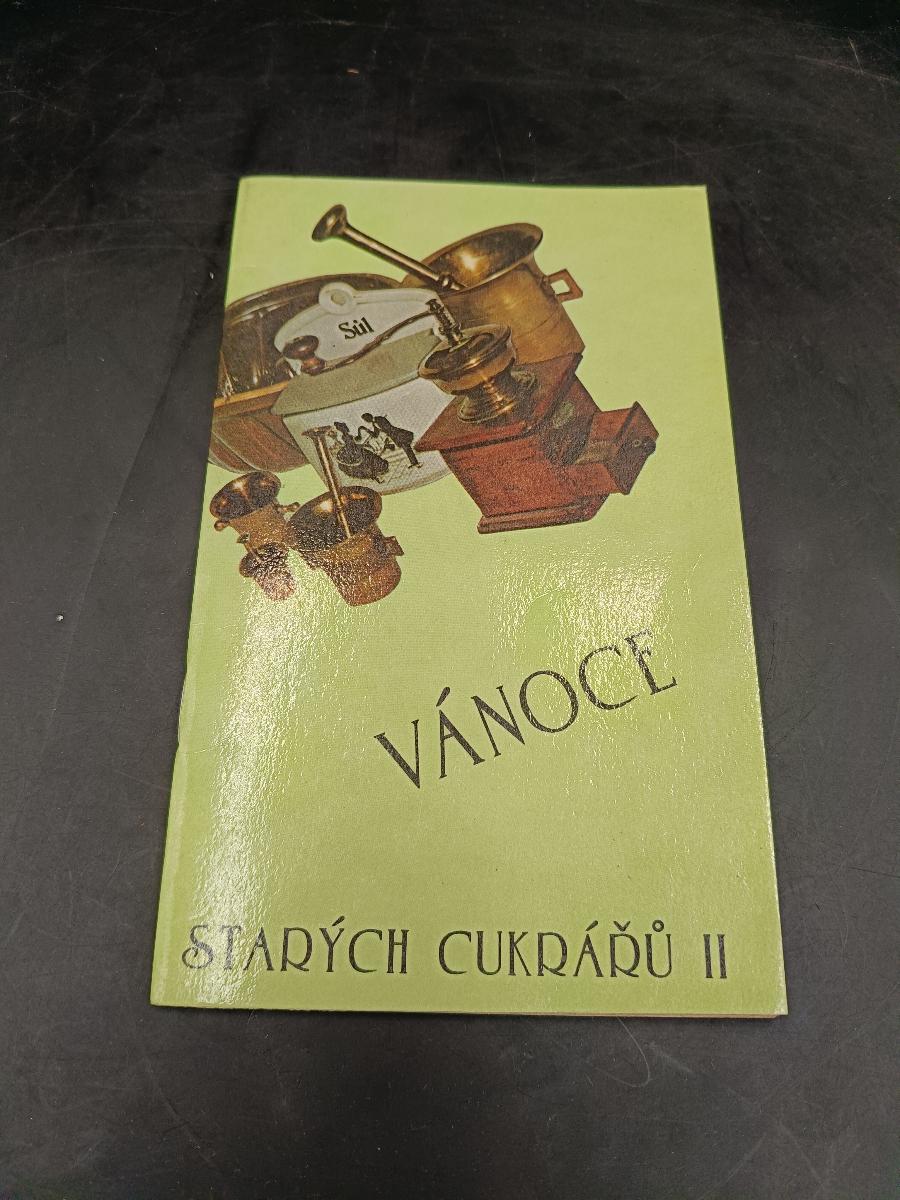 Sůl
VÁNOCE
STARÝCH CUKRÁŘŮ II